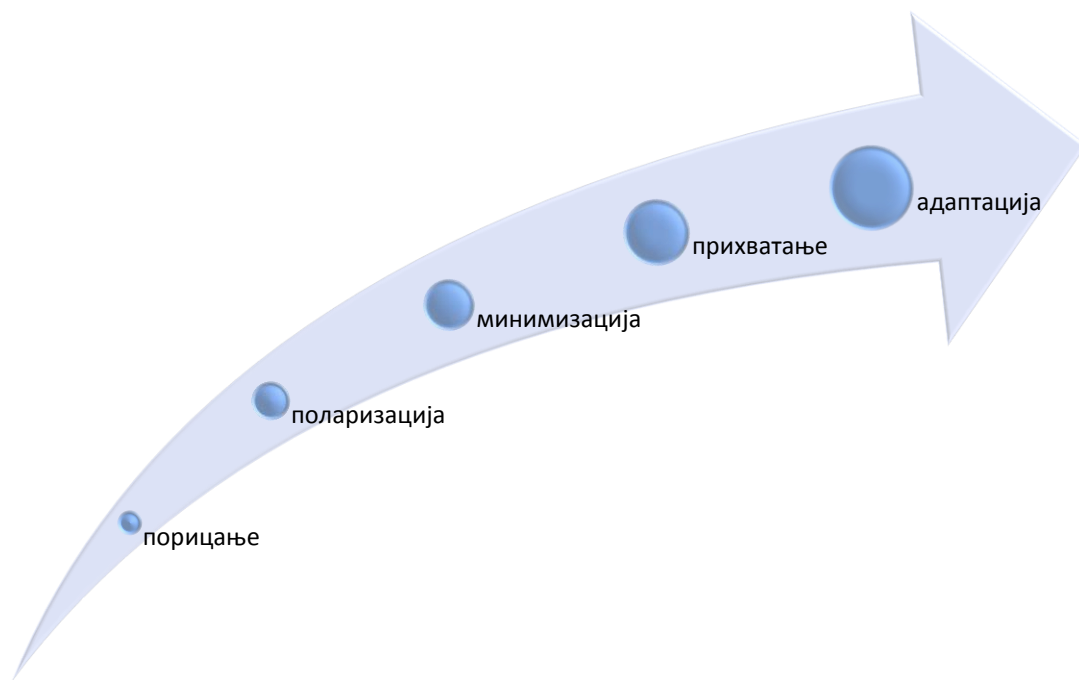 адаптација
прихватање
минимизација
поларизација
порицање